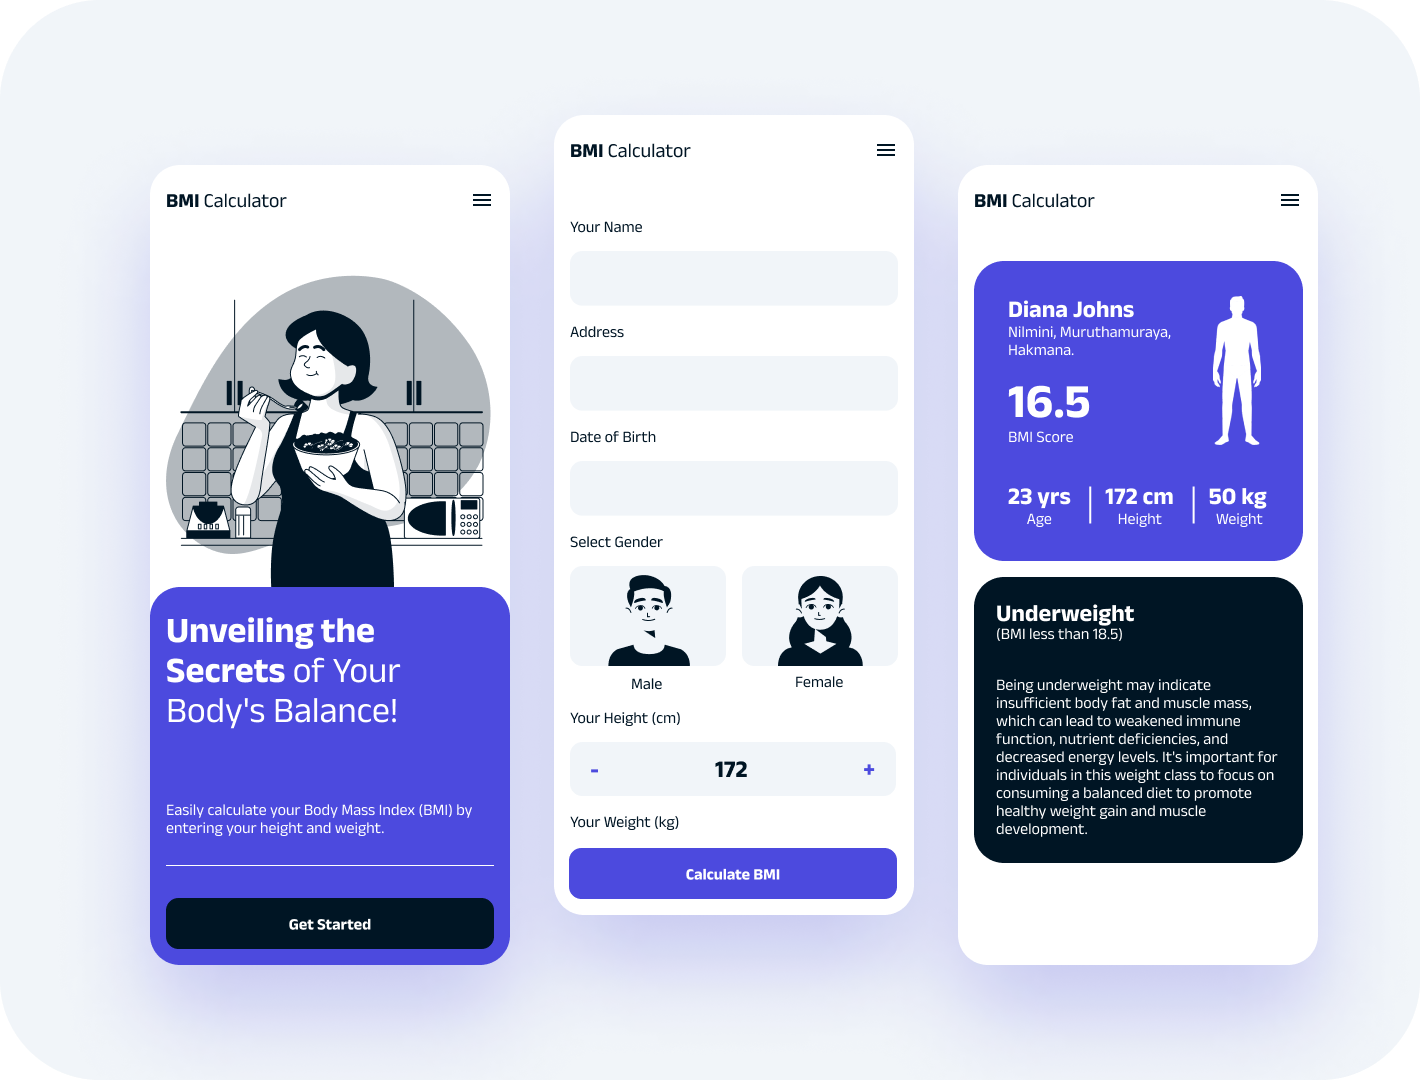 BMI Calculator
Unveiling the
Secrets of Your
Body's Balance!
Easily calculate your Body Mass Index (BMI) by
entering your height and weight.
Get Started
BMI Calculator
Your Name
Address
Date of Birth
Select Gender
Male
Female
Your Height (cm)
- 172 +
Your Weight (kg)
Calculate BMI
BMI Calculator
Diana Johns
Nilmini, Muruthamuraya,
Hakmana.
16.5
BMI Score
23 yrs
Age
172 cm
Height
50 kg
Weight
Underweight
(BMI less than 18.5)
Being underweight may indicate
insufficient body fat and muscle mass,
which can lead to weakened immune
function, nutrient deficiencies, and
decreased energy levels. It's important for
individuals in this weight class to focus on
consuming a balanced diet to promote
healthy weight gain and muscle
development.